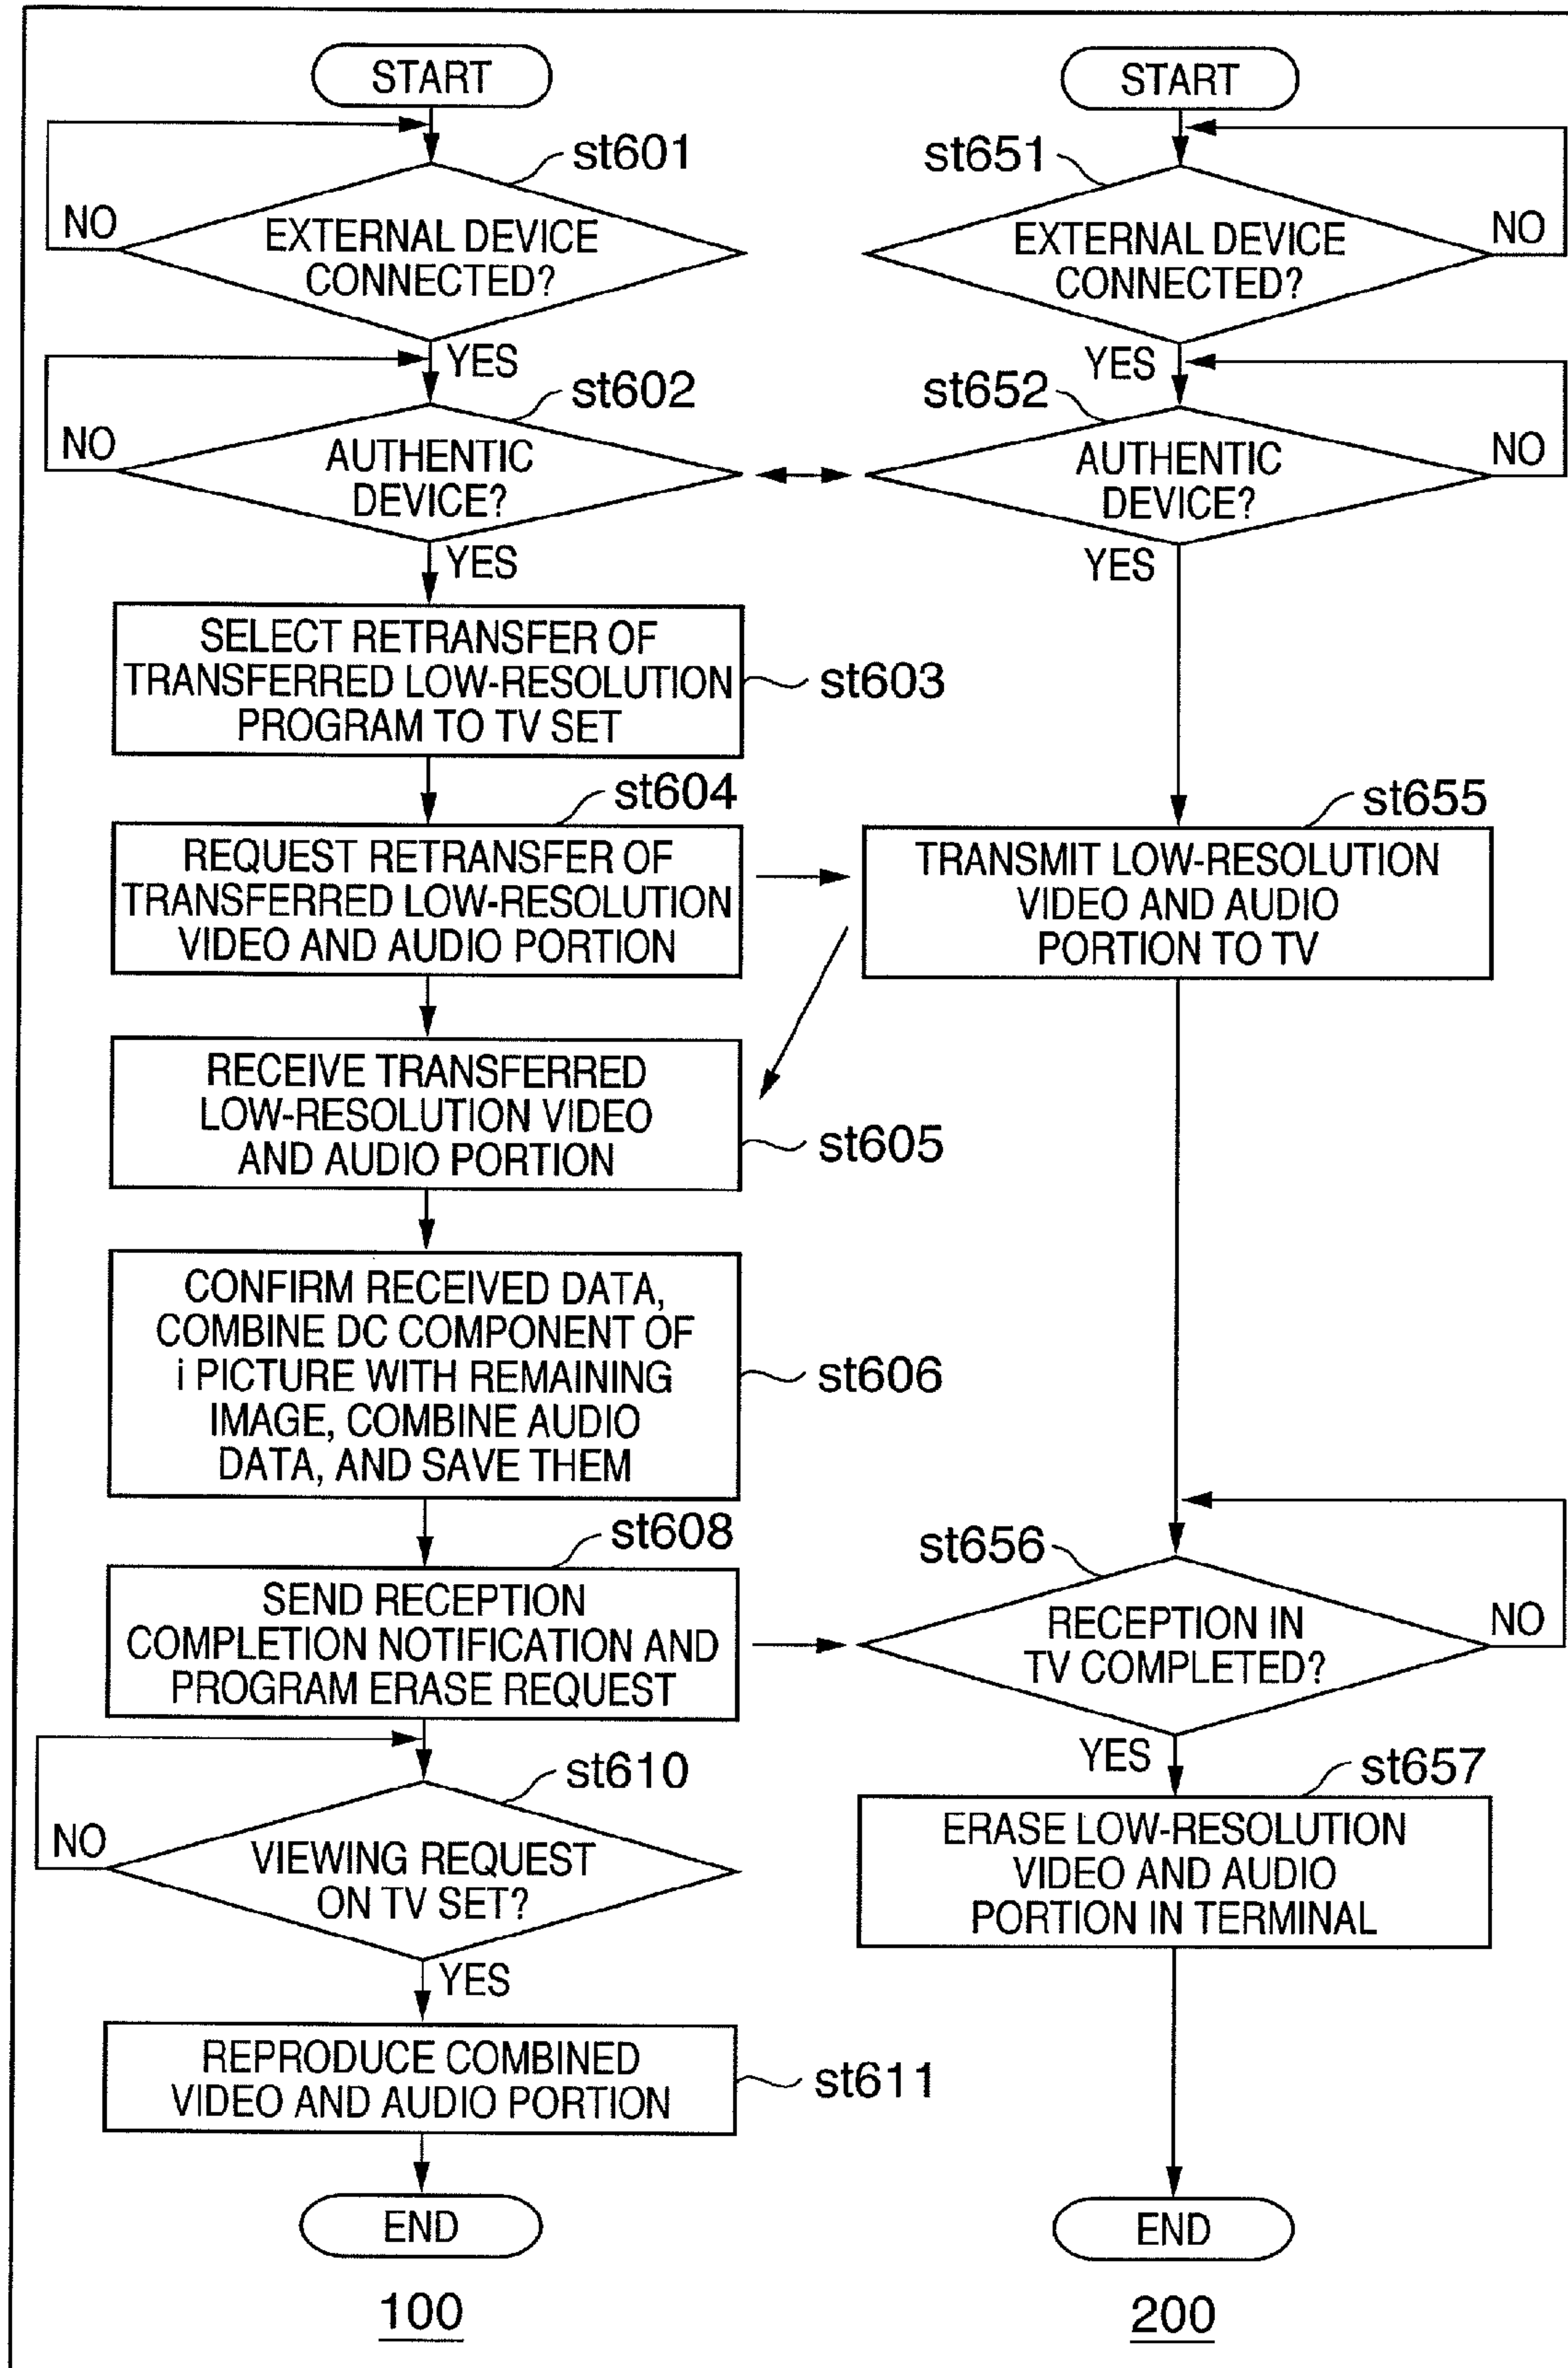 START
st601
NO
EXTERNAL DEVICE
CONNECTED?
YES
st602
NO
AUTHENTIC
DEVICE?
YES
SELECT RETRANSFER OF
TRANSFERRED LOW-RESOLUTION
PROGRAM TO TV SET
st603
st604
REQUEST RETRANSFER OF
TRANSFERRED LOW-RESOLUTION
VIDEO AND AUDIO PORTION
RECEIVE TRANSFERRED
LOW-RESOLUTION VIDEO
AND AUDIO PORTION
st605
CONFIRM RECEIVED DATA,
COMBINE DC COMPONENT OF
i PICTURE WITH REMAINING
IMAGE, COMBINE AUDIO
DATA, AND SAVE THEM
st606
st608
SEND RECEPTION
COMPLETION NOTIFICATION AND
PROGRAM ERASE REQUEST
st610
NO
VIEWING REQUEST
ON TV SET?
YES
REPRODUCE COMBINED
VIDEO AND AUDIO PORTION
st611
END
100
START
st651
NO
EXTERNAL DEVICE
CONNECTED?
YES
st652
NO
AUTHENTIC
DEVICE?
YES
st655
TRANSMIT LOW-RESOLUTION
VIDEO AND AUDIO
PORTION TO TV
st656
RECEPTION IN
TV COMPLETED?
NO
YES
st657
ERASE LOW-RESOLUTION
VIDEO AND AUDIO
PORTION IN TERMINAL
END
200